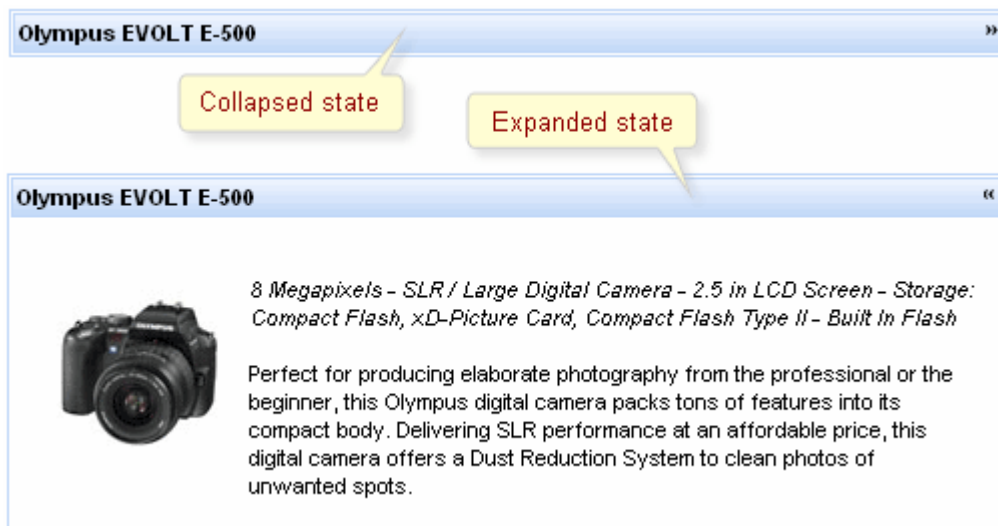 Olympus EVOLT E-500 »
Collapsed state
Expanded state
Olympus EVOLT E-500 «
8 Megapixels - SLR / Large Digital Camera - 2.5 in LCD Screen - Storage:
Compact Flash, xD-Picture Card, Compact Flash Type II - Built In Flash
Perfect for producing elaborate photography from the professional or the
beginner, this Olympus digital camera packs tons of features into its
compact body. Delivering SLR performance at an affordable price, this
digital camera offers a Dust Reduction System to clean photos of
unwanted spots.
OLYMPUS